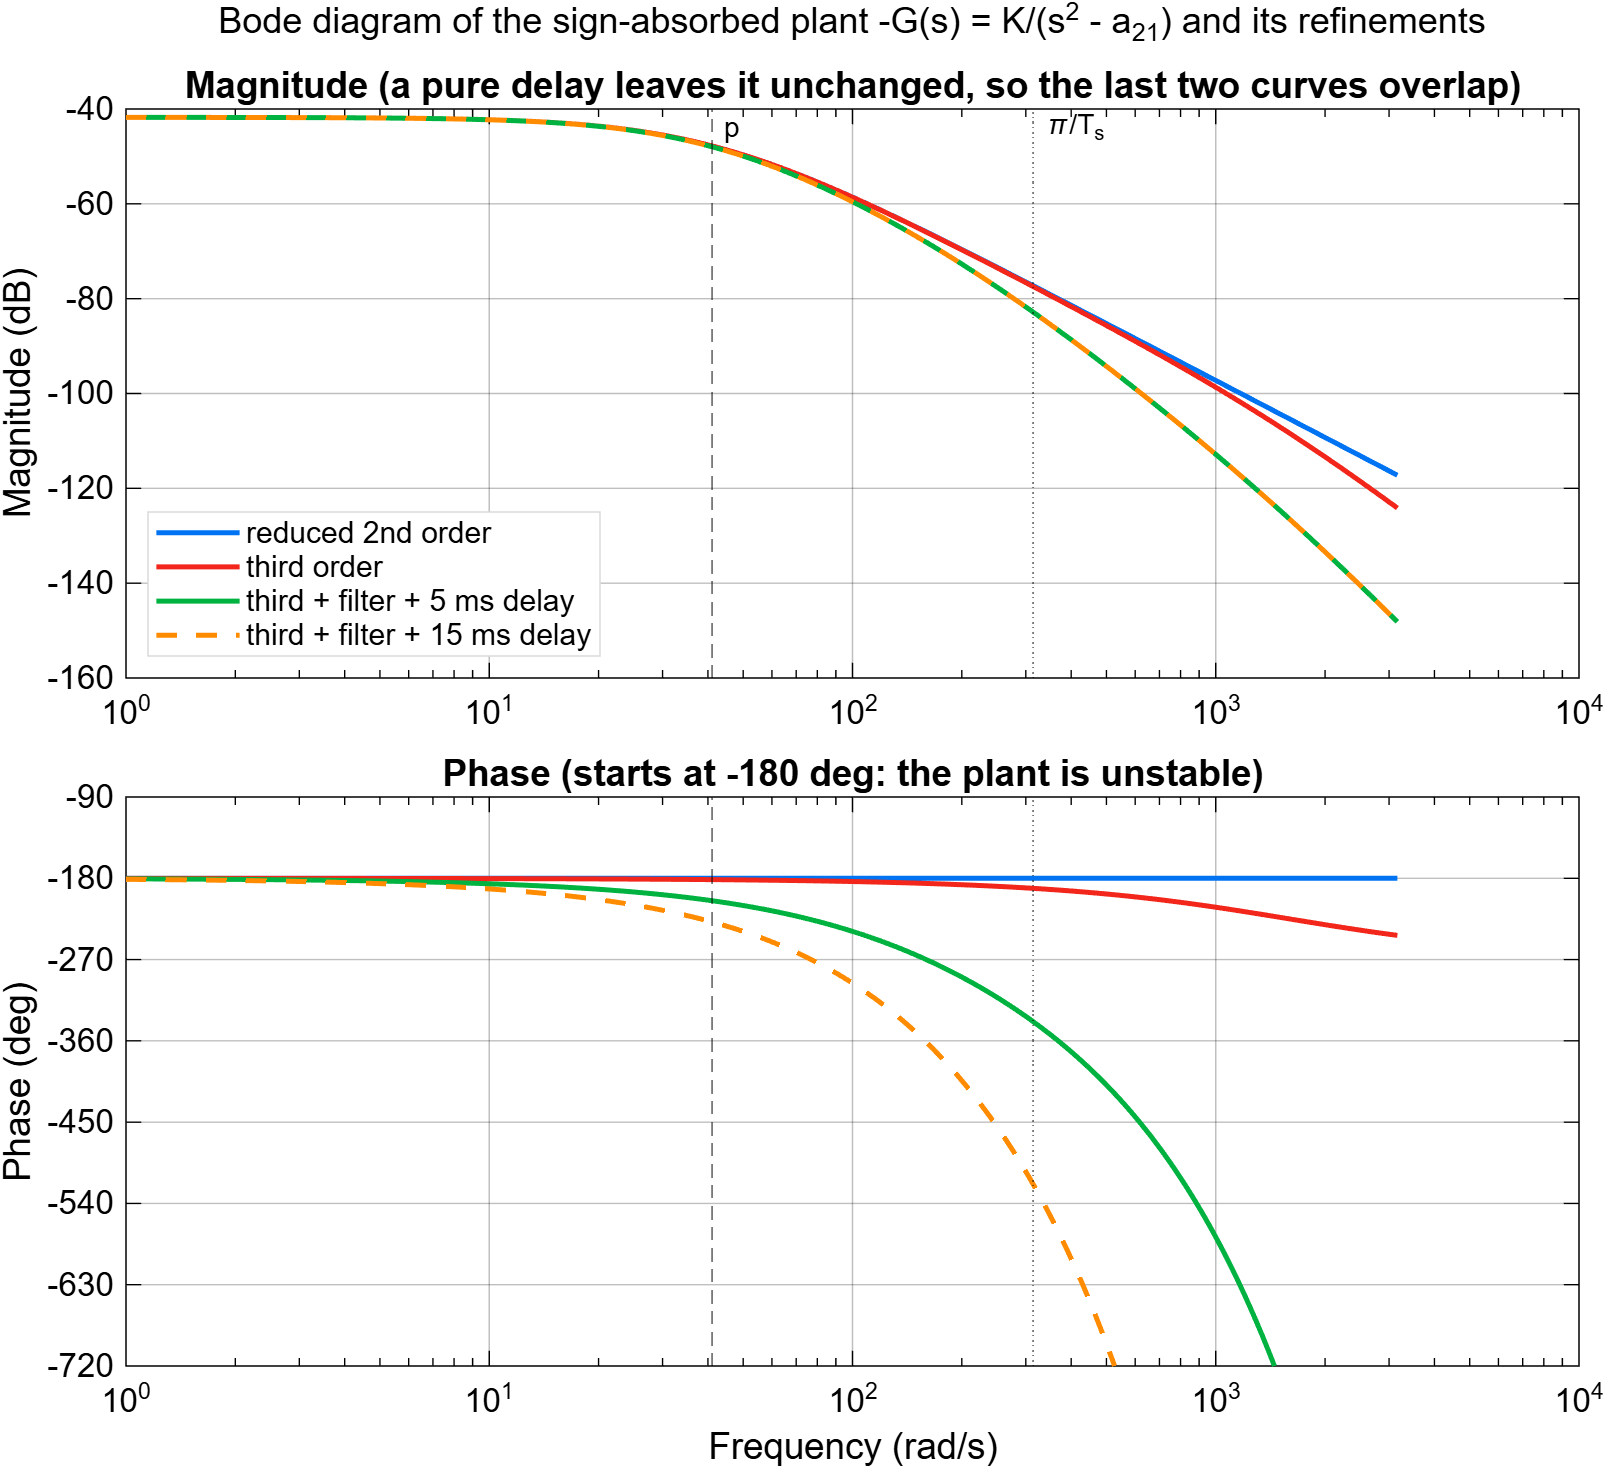 Bode diagram of the sign-absorbed plant -G(s) = K/(s² - a₂₁) and its refinements
Magnitude (a pure delay leaves it unchanged, so the last two curves overlap)
Magnitude (dB)
-40
-60
-80
-100
-120
-140
-160
p
π/Tₛ
reduced 2nd order
third order
third + filter + 5 ms delay
third + filter + 15 ms delay
10⁰ 10¹ 10² 10³ 10⁴
Phase (starts at -180 deg: the plant is unstable)
Phase (deg)
-90
-180
-270
-360
-450
-540
-630
-720
10⁰ 10¹ 10² 10³ 10⁴
Frequency (rad/s)